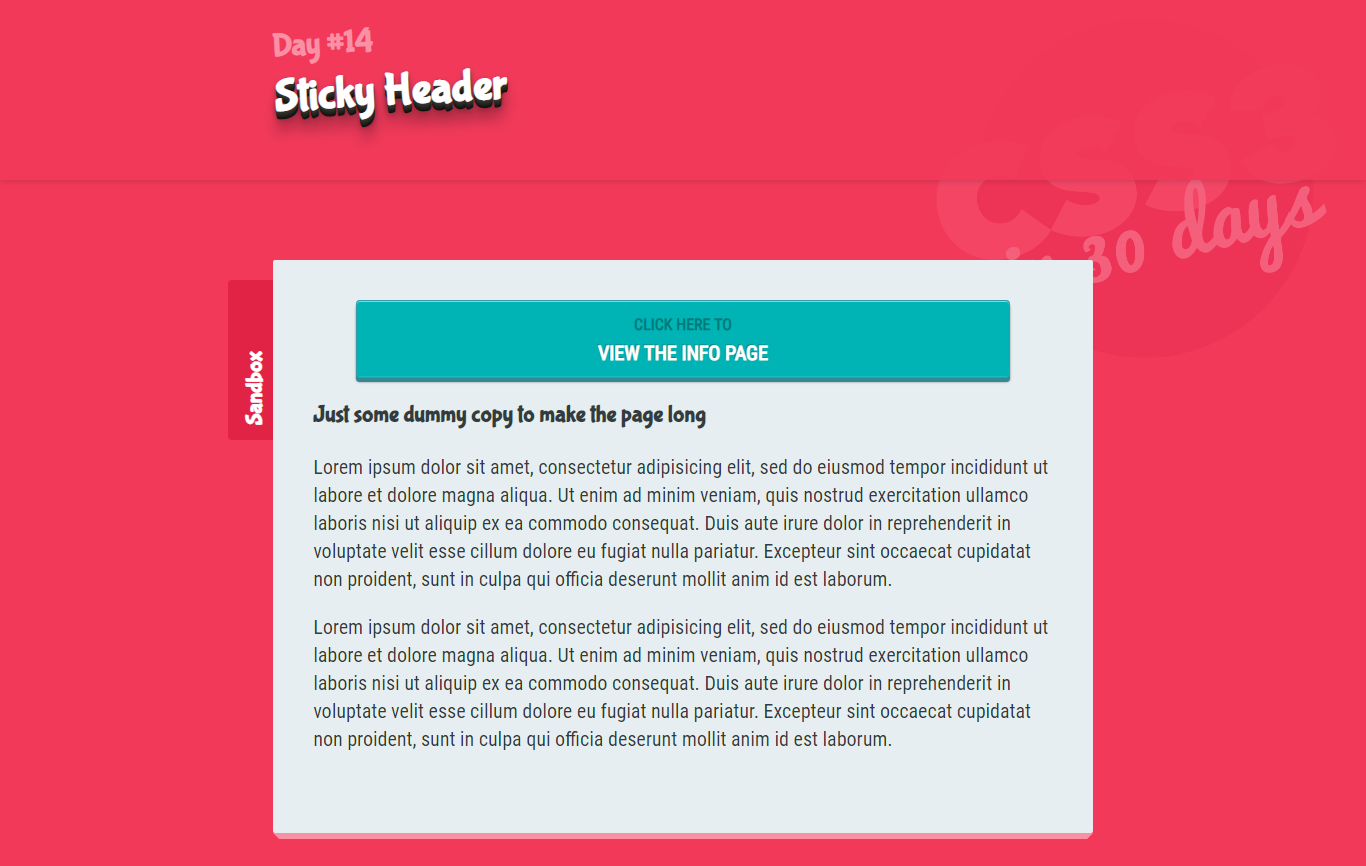 Day #14
Sticky Header
CSS3
in 30 days
Sandbox
CLICK HERE TO
VIEW THE INFO PAGE
Just some dummy copy to make the page long
Lorem ipsum dolor sit amet, consectetur adipisicing elit, sed do eiusmod tempor incididunt ut
labore et dolore magna aliqua. Ut enim ad minim veniam, quis nostrud exercitation ullamco
laboris nisi ut aliquip ex ea commodo consequat. Duis aute irure dolor in reprehenderit in
voluptate velit esse cillum dolore eu fugiat nulla pariatur. Excepteur sint occaecat cupidatat
non proident, sunt in culpa qui officia deserunt mollit anim id est laborum.
Lorem ipsum dolor sit amet, consectetur adipisicing elit, sed do eiusmod tempor incididunt ut
labore et dolore magna aliqua. Ut enim ad minim veniam, quis nostrud exercitation ullamco
laboris nisi ut aliquip ex ea commodo consequat. Duis aute irure dolor in reprehenderit in
voluptate velit esse cillum dolore eu fugiat nulla pariatur. Excepteur sint occaecat cupidatat
non proident, sunt in culpa qui officia deserunt mollit anim id est laborum.